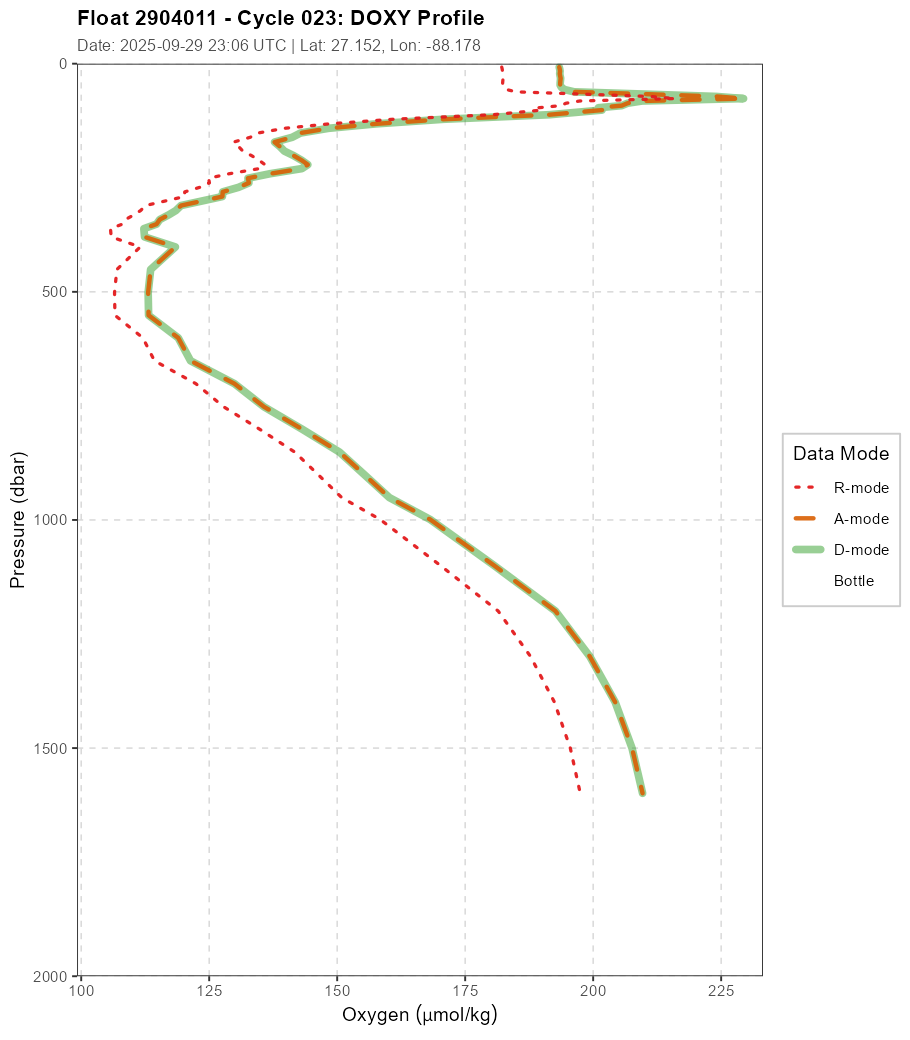 Float 2904011 - Cycle 023: DOXY Profile
Date: 2025-09-29 23:06 UTC | Lat: 27.152, Lon: -88.178
0
500
1000
1500
2000
Pressure (dbar)
100 125 150 175 200 225
Oxygen (μmol/kg)
Data Mode
R-mode
A-mode
D-mode
Bottle